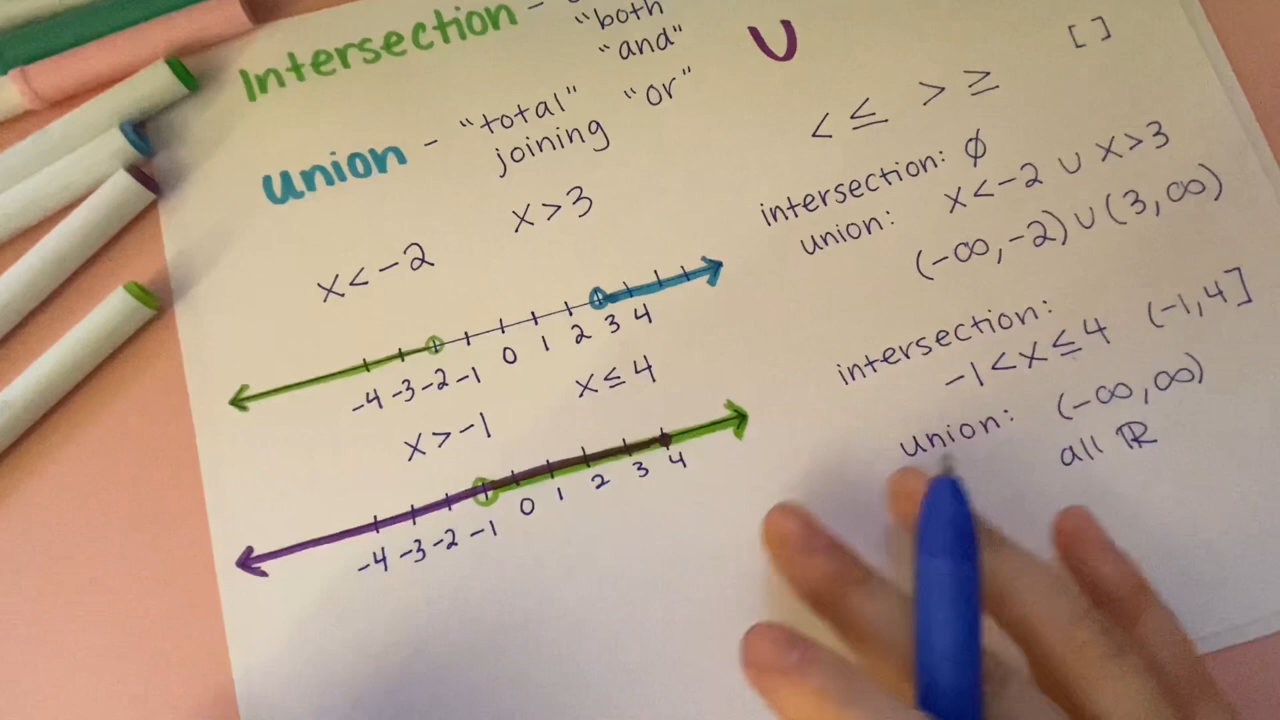 Intersection - "both
"and"
union - "total" "or"
joining
x < -2 x > 3
-4 -3 -2 -1 0 1 2 3 4
x > -1 x ≤ 4
-4 -3 -2 -1 0 1 2 3 4
∪ [ ]
< ≤ > ≥
intersection: ∅
union: x < -2 ∪ x > 3
(-∞, -2) ∪ (3, ∞)
intersection:
-1 < x ≤ 4 (-1, 4]
union: (-∞, ∞)
all ℝ